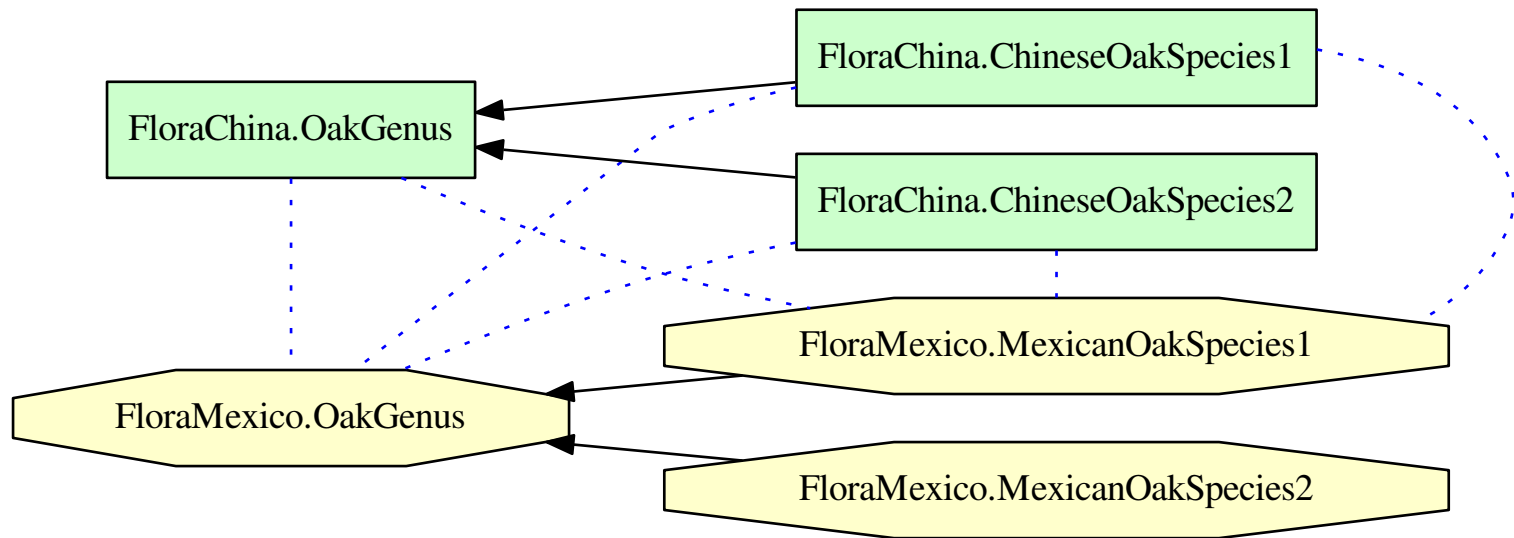 FloraChina.ChineseOakSpecies1
FloraChina.OakGenus
FloraChina.ChineseOakSpecies2
FloraMexico.MexicanOakSpecies1
FloraMexico.OakGenus
FloraMexico.MexicanOakSpecies2